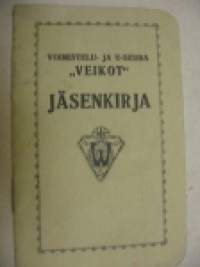 VOIMISTELU- JA U-SEURA
„VEIKOT“
JÄSENKIRJA